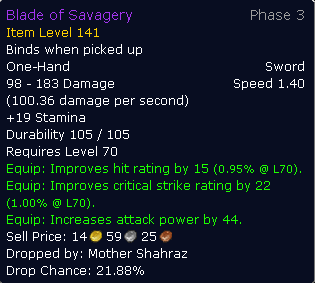 Blade of Savagery Phase 3
Item Level 141
Binds when picked up
One-Hand Sword
98 - 183 Damage Speed 1.40
(100.36 damage per second)
+19 Stamina
Durability 105 / 105
Requires Level 70
Equip: Improves hit rating by 15 (0.95% @ L70).
Equip: Improves critical strike rating by 22
(1.00% @ L70).
Equip: Increases attack power by 44.
Sell Price: 14 59 25
Dropped by: Mother Shahraz
Drop Chance: 21.88%